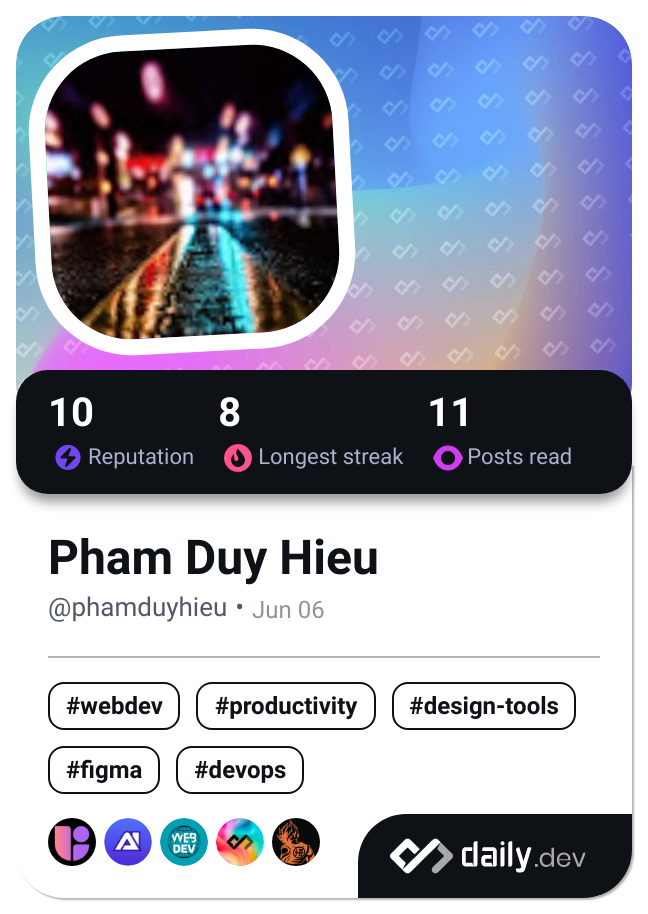 10 8 11
Reputation Longest streak Posts read
Pham Duy Hieu
@phamduyhieu • Jun 06
#webdev #productivity #design-tools
#figma #devops
AI WEB
DEV
daily.dev